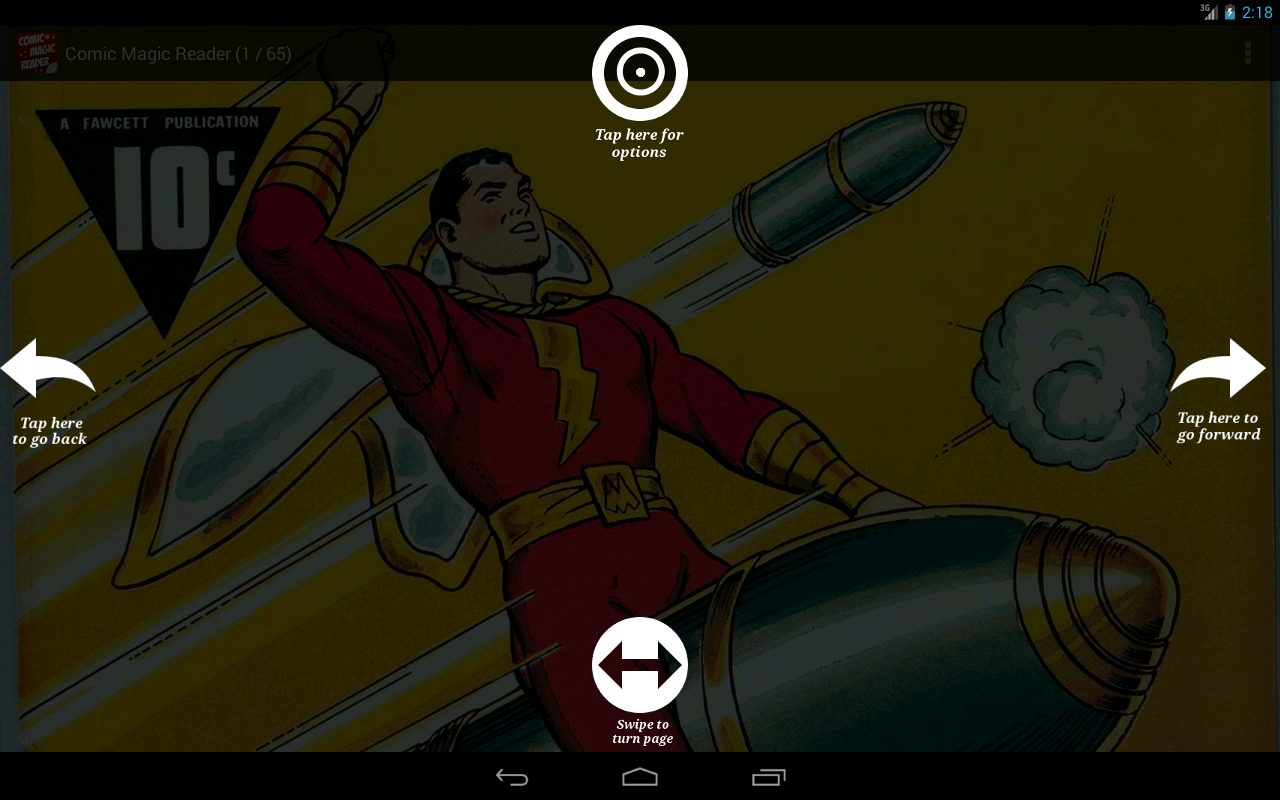 3G
2:18
COMIC
MAGIC
READER
Comic Magic Reader (1 / 65)
A FAWCETT PUBLICATION
10¢
Tap here for
options
Tap here
to go back
Tap here to
go forward
Swipe to
turn page